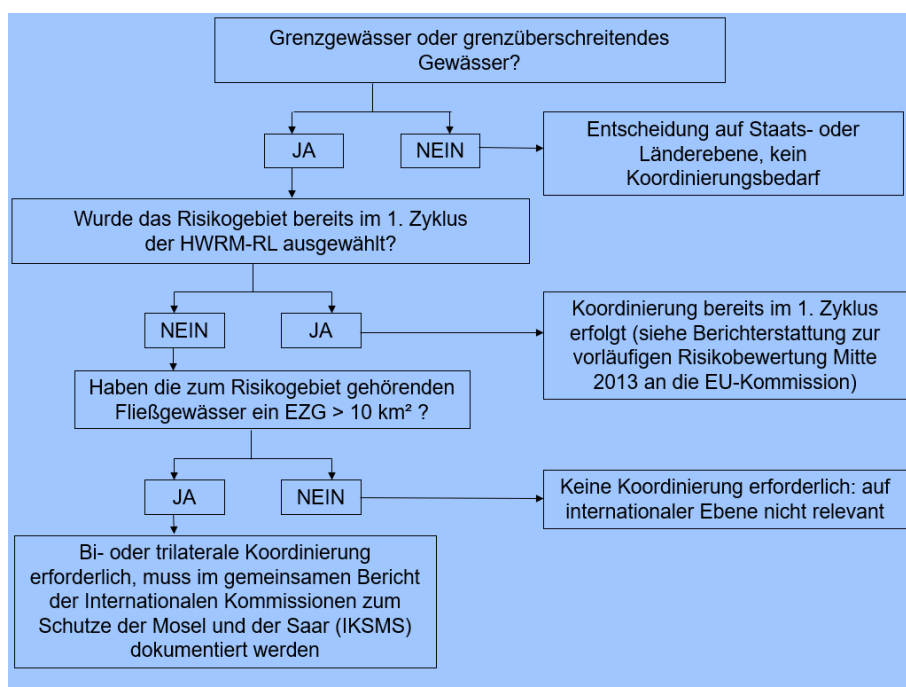 Grenzgewässer oder grenzüberschreitendes
Gewässer?
JA
NEIN
Entscheidung auf Staats- oder
Länderebene, kein
Koordinierungsbedarf
Wurde das Risikogebiet bereits im 1. Zyklus
der HWRM-RL ausgewählt?
NEIN
JA
Koordinierung bereits im 1. Zyklus
erfolgt (siehe Berichterstattung zur
vorläufigen Risikobewertung Mitte
2013 an die EU-Kommission)
Haben die zum Risikogebiet gehörenden
Fließgewässer ein EZG > 10 km² ?
JA
NEIN
Keine Koordinierung erforderlich: auf
internationaler Ebene nicht relevant
Bi- oder trilaterale Koordinierung
erforderlich, muss im gemeinsamen Bericht
der Internationalen Kommissionen zum
Schutze der Mosel und der Saar (IKSMS)
dokumentiert werden